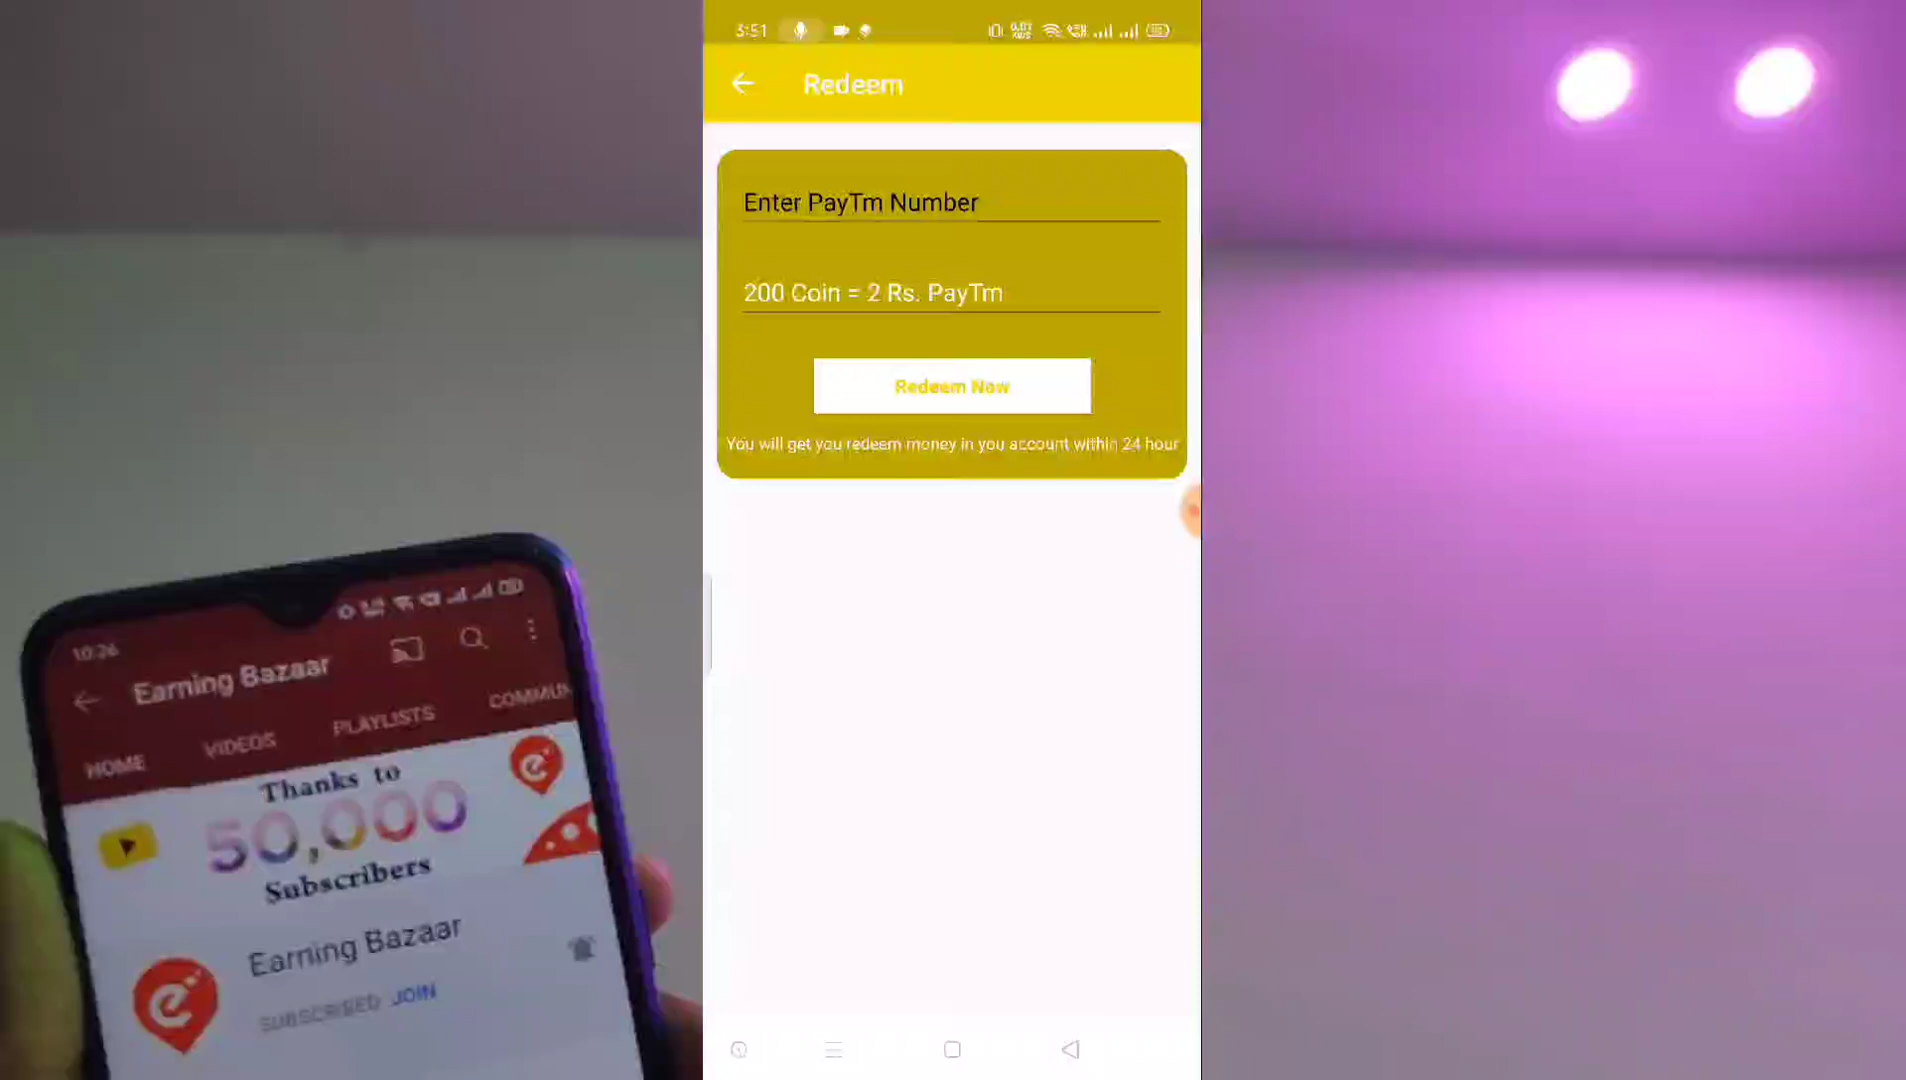 3:51
Redeem
Enter PayTm Number
200 Coin = 2 Rs. PayTm
Redeem Now
You will get you redeem money in you account within 24 hour
10:26
Earning Bazaar
HOME VIDEOS PLAYLISTS COMMUN
Thanks to
50,000
Subscribers
Earning Bazaar
SUBSCRIBED JOIN